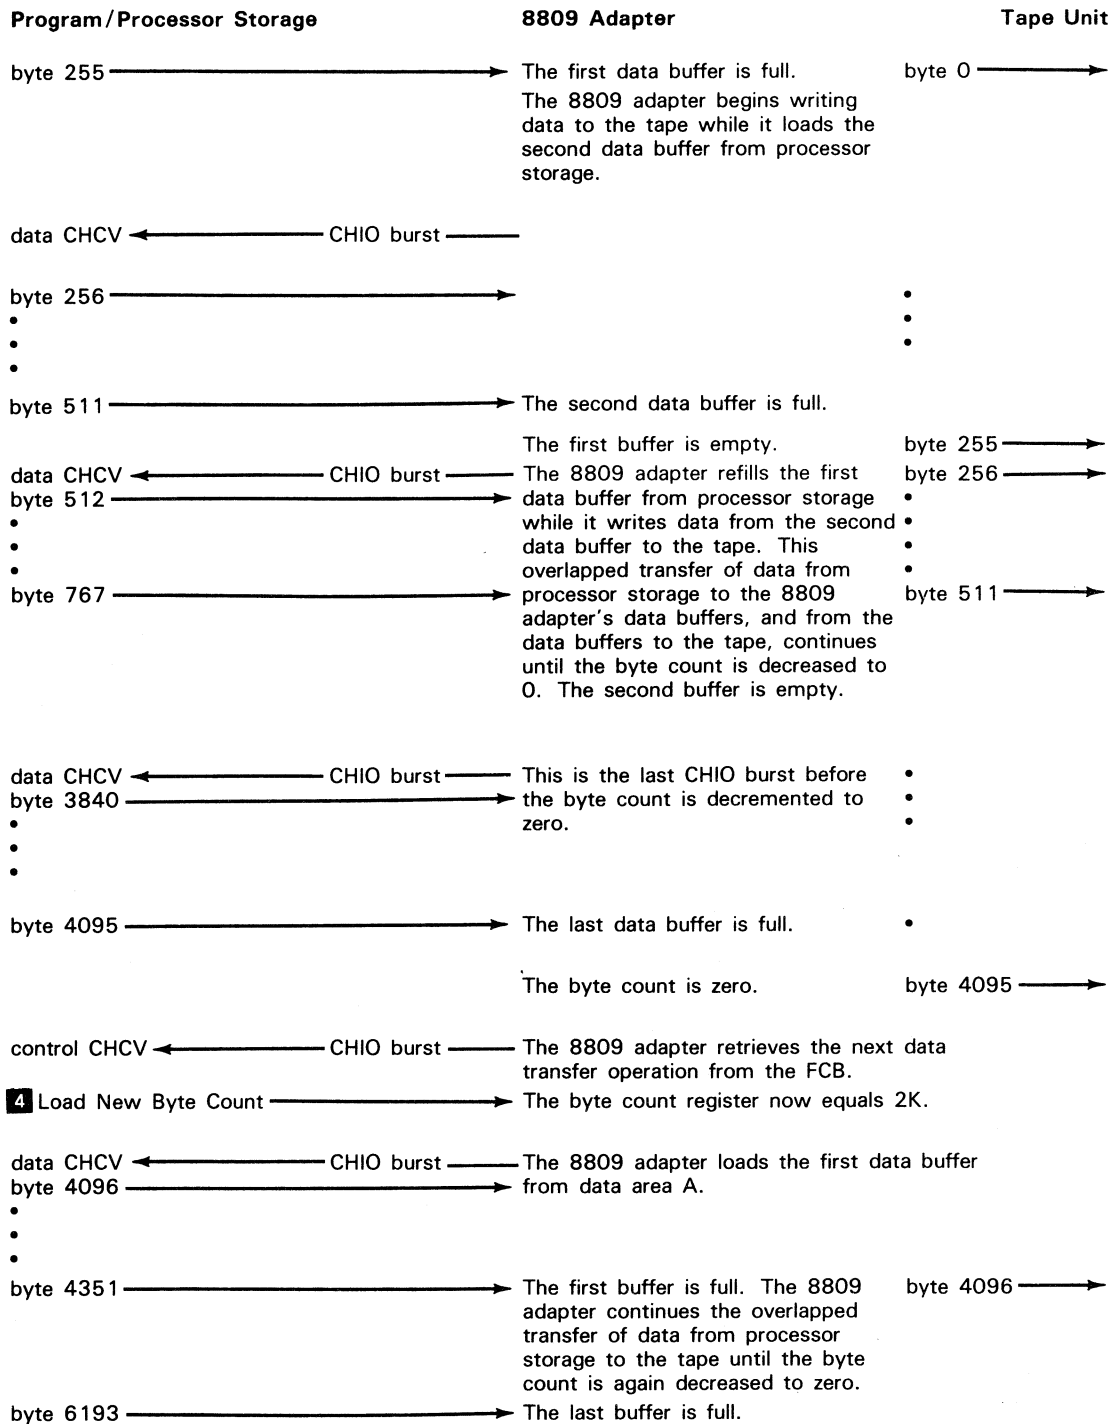 Program/Processor Storage 8809 Adapter Tape Unit
byte 255 The first data buffer is full. byte 0
The 8809 adapter begins writing
data to the tape while it loads the
second data buffer from processor
storage.
data CHCV CHIO burst
byte 256
byte 511 The second data buffer is full.
The first buffer is empty. byte 255
data CHCV CHIO burst The 8809 adapter refills the first byte 256
byte 512 data buffer from processor storage
while it writes data from the second
data buffer to the tape. This
overlapped transfer of data from
byte 767 processor storage to the 8809 byte 511
adapter's data buffers, and from the
data buffers to the tape, continues
until the byte count is decreased to
0. The second buffer is empty.
data CHCV CHIO burst This is the last CHIO burst before
byte 3840 the byte count is decremented to
zero.
byte 4095 The last data buffer is full.
The byte count is zero. byte 4095
control CHCV CHIO burst The 8809 adapter retrieves the next data
transfer operation from the FCB.
4 Load New Byte Count The byte count register now equals 2K.
data CHCV CHIO burst The 8809 adapter loads the first data buffer
byte 4096 from data area A.
byte 4351 The first buffer is full. The 8809 byte 4096
adapter continues the overlapped
transfer of data from processor
storage to the tape until the byte
count is again decreased to zero.
byte 6193 The last buffer is full.